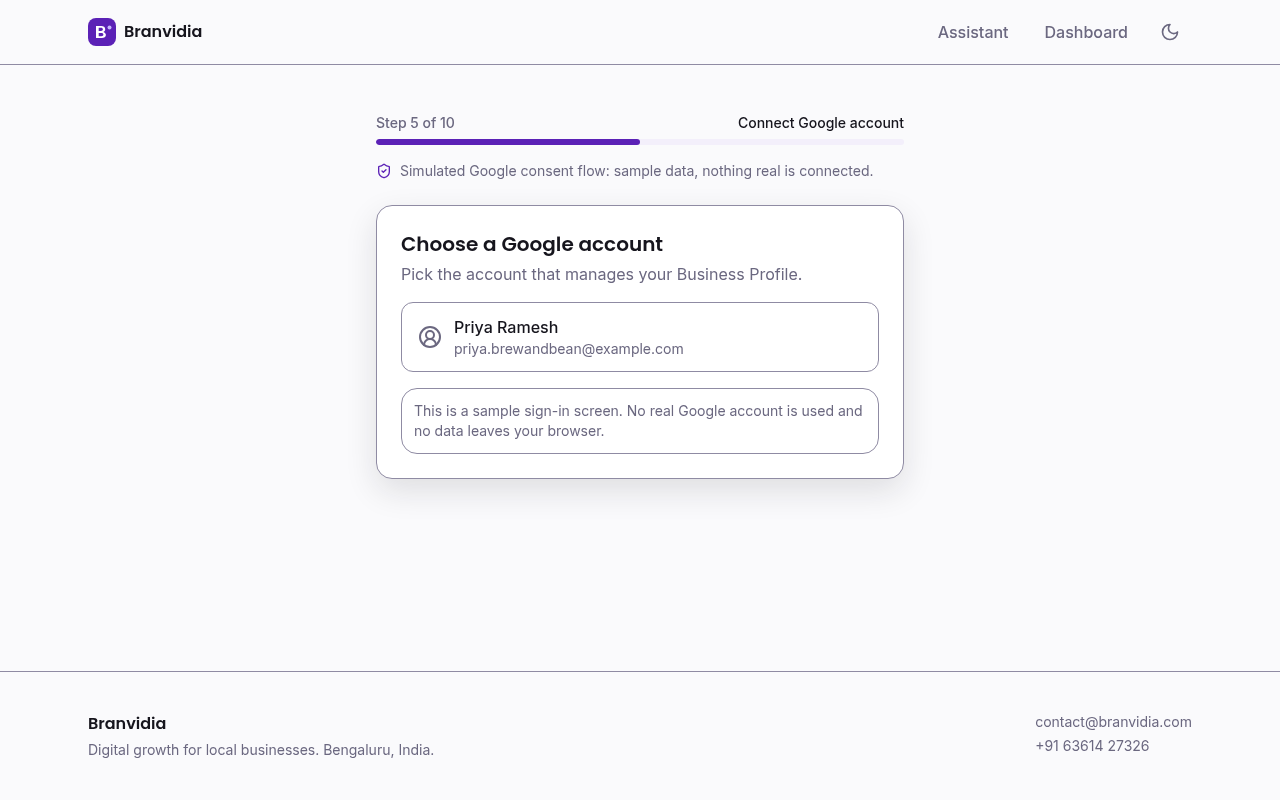 B
Branvidia
Assistant
Dashboard
Step 5 of 10
Connect Google account
Simulated Google consent flow: sample data, nothing real is connected.
Choose a Google account
Pick the account that manages your Business Profile.
Priya Ramesh
priya.brewandbean@example.com
This is a sample sign-in screen. No real Google account is used and
no data leaves your browser.
Branvidia
Digital growth for local businesses. Bengaluru, India.
contact@branvidia.com
+91 63614 27326